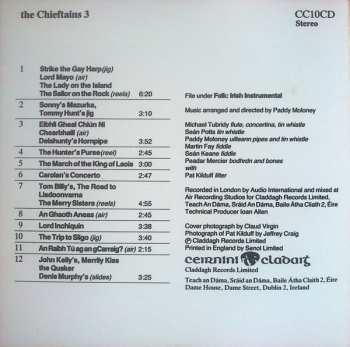 the Chieftains 3
CC10CD
Stereo
1 Strike the Gay Harp (jig)
Lord Mayo (air)
The Lady on the Island
The Sailor on the Rock (reels) 6:20
2 Sonny's Mazurka,
Tommy Hunt's jig 3:10
3 Eibhli Gheal Chiún Ni
Chearbhaill (air)
Delahunty's Hornpipe 3:52
4 The Hunter's Purse (reel) 2:45
5 The March of the King of Laois 3:00
6 Carolan's Concerto 2:47
7 Tom Billy's, The Road to
Lisdoonvarna
The Merry Sisters (reels) 4:55
8 An Ghaoth Aneas (air) 2:35
9 Lord Inchiquin 3:38
10 The Trip to Sligo (jig) 3:40
11 An Raibh Tú ag an gCarraig? (air) 2:15
12 John Kelly's, Merrily Kiss
the Quaker
Denis Murphy's (slides) 3:25
File under Folk: Irish Instrumental
Music arranged and directed by Paddy Moloney
Michael Tubridy flute, concertina, tin whistle
Seán Potts tin whistle
Paddy Moloney uilleann pipes and tin whistle
Martin Fay fiddle
Seán Keane fiddle
Peadar Mercier bodhrán and bones
with
Pat Kilduff lilter
Recorded in London by Audio International and mixed at
Air Recording Studios for Claddagh Records Limited,
Teach An Dáma, Sráid An Dáma, Baile Átha Cliath 2, Éire
Technical Producer Ioan Allen
Cover photograph by Claud Virgin
Photograph of Pat Kilduff by Jeffrey Craig
℗ Claddagh Records Limited
Printed in England by Senol Limited
ceirníní cladaig
Claddagh Records Limited
Teach an Dáma, Sráid an Dáma, Baile Átha Cliath 2, Éire
Dame House, Dame Street, Dublin 2, Ireland